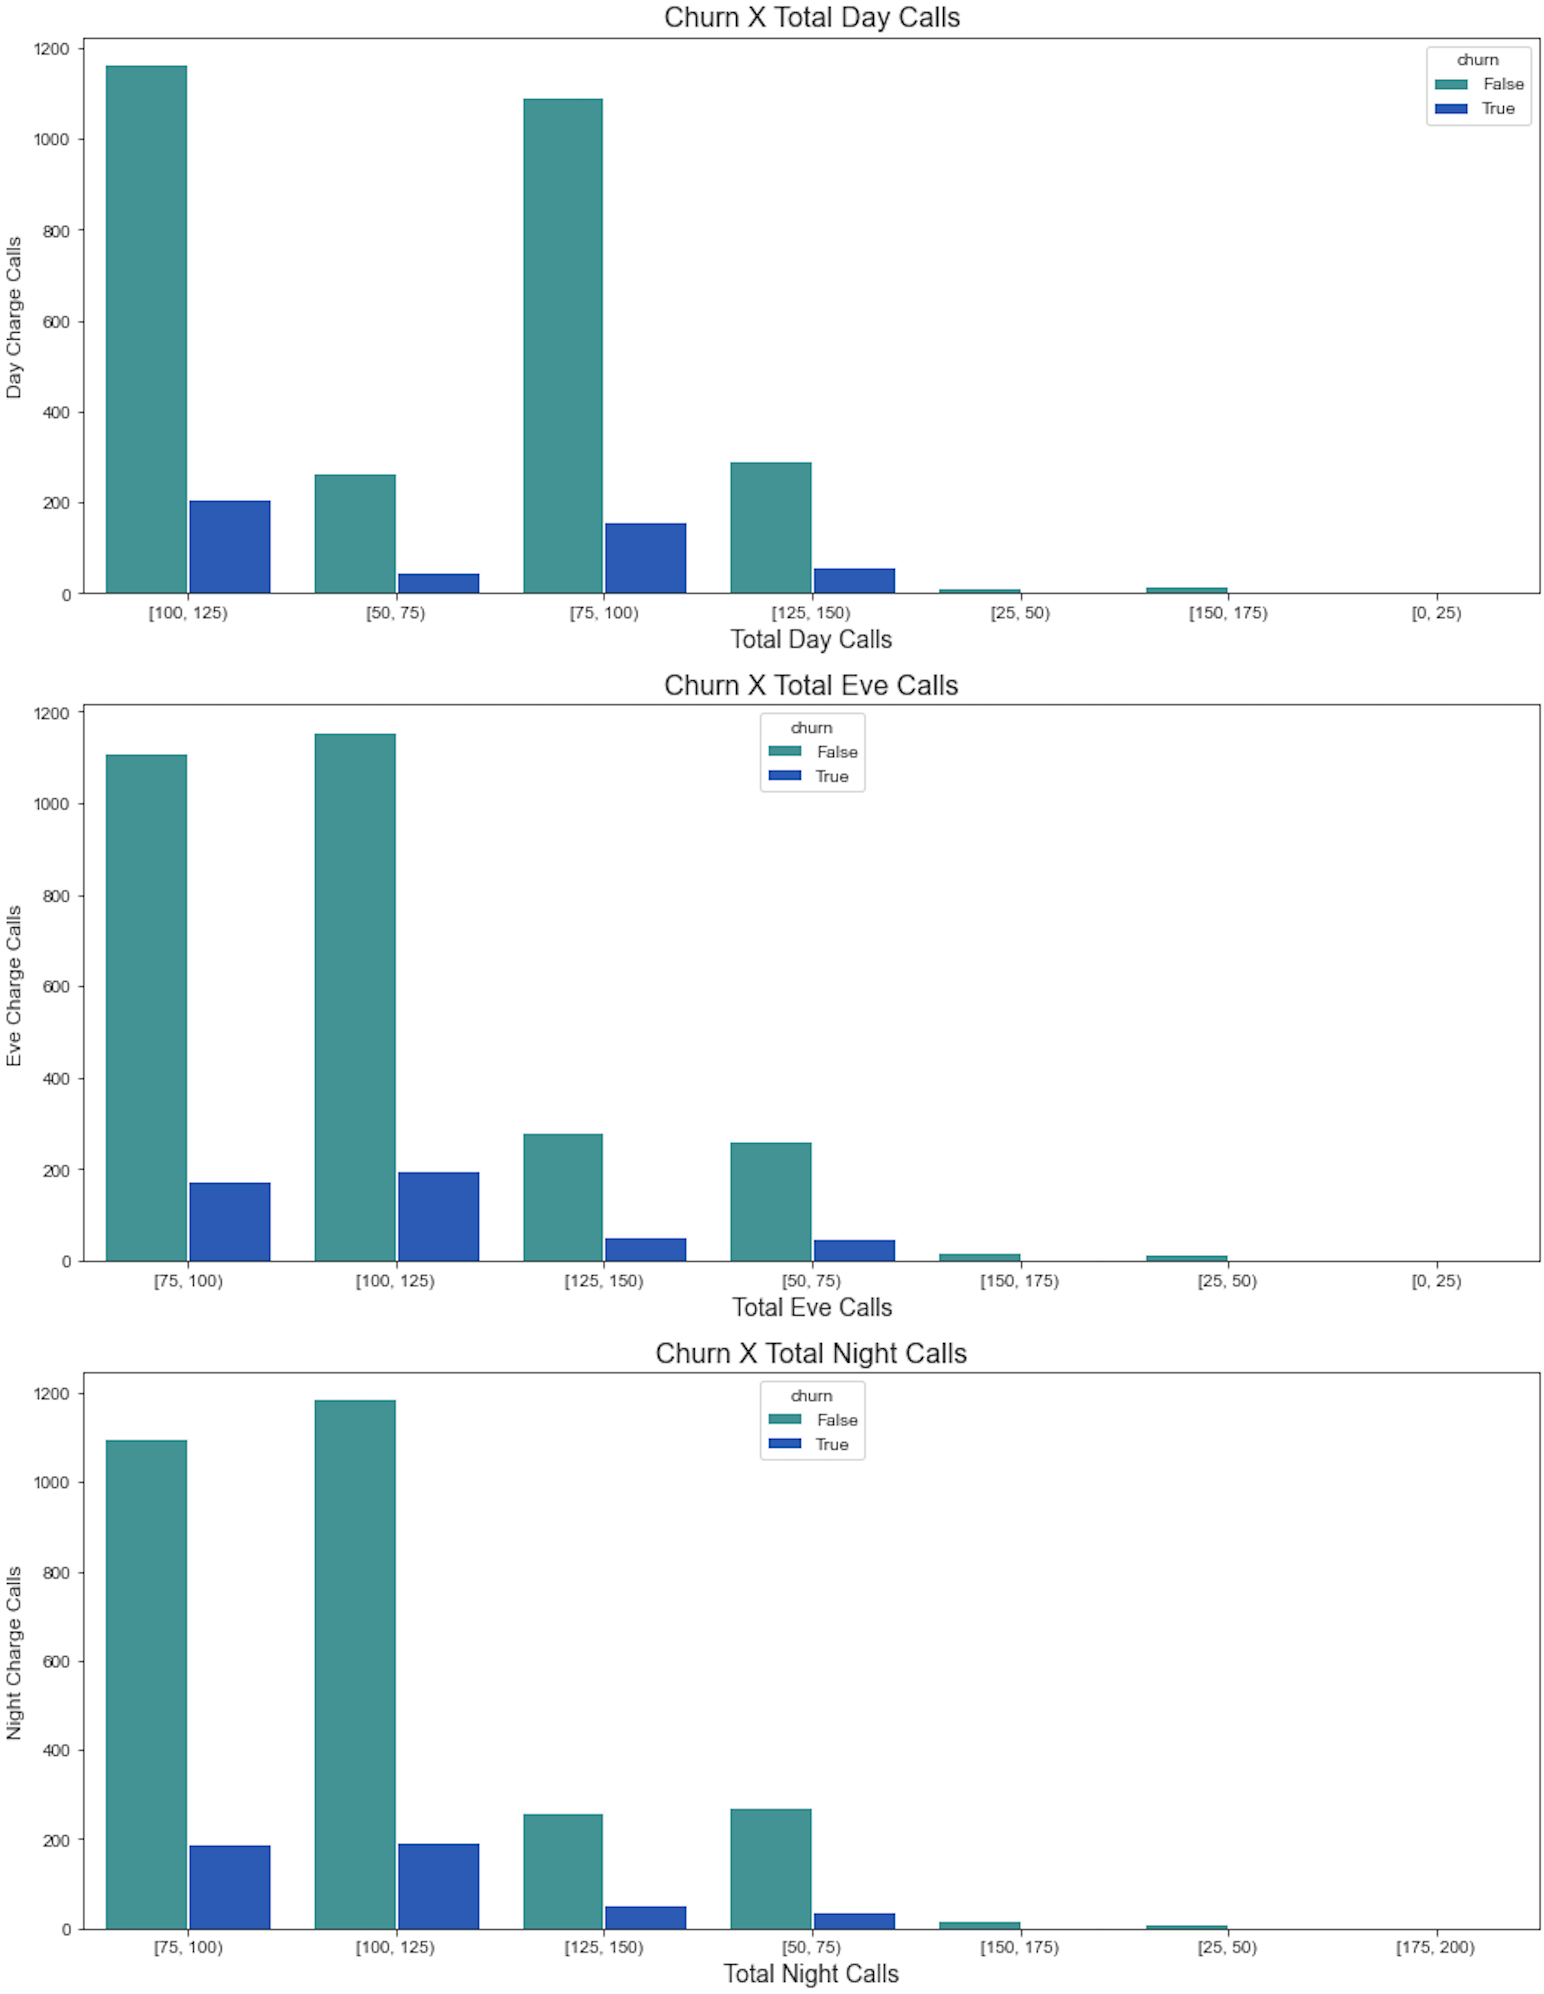 Churn X Total Day Calls
1200
1000
800
600
400
200
0
Day Charge Calls
churn
False
True
[100, 125)
[50, 75)
[75, 100)
[125, 150)
[25, 50)
[150, 175)
[0, 25)
Total Day Calls
Churn X Total Eve Calls
1200
1000
800
600
400
200
0
Eve Charge Calls
churn
False
True
[75, 100)
[100, 125)
[125, 150)
[50, 75)
[150, 175)
[25, 50)
[0, 25)
Total Eve Calls
Churn X Total Night Calls
1200
1000
800
600
400
200
0
Night Charge Calls
churn
False
True
[75, 100)
[100, 125)
[125, 150)
[50, 75)
[150, 175)
[25, 50)
[175, 200)
Total Night Calls